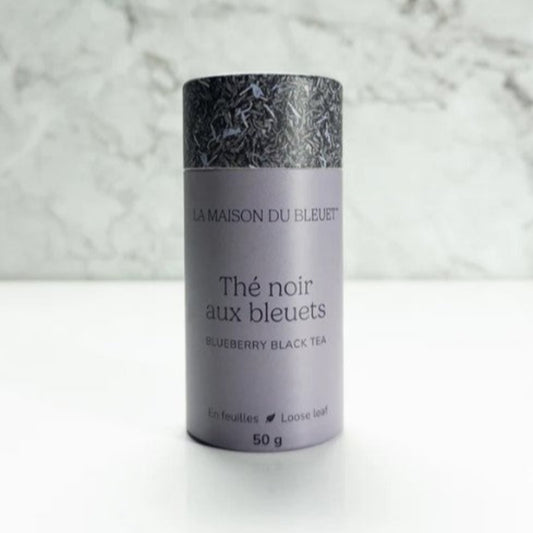 LA MAISON DU BLEUET™
Thé noir
aux bleuets
BLUEBERRY BLACK TEA
En feuilles Loose leaf
50 g